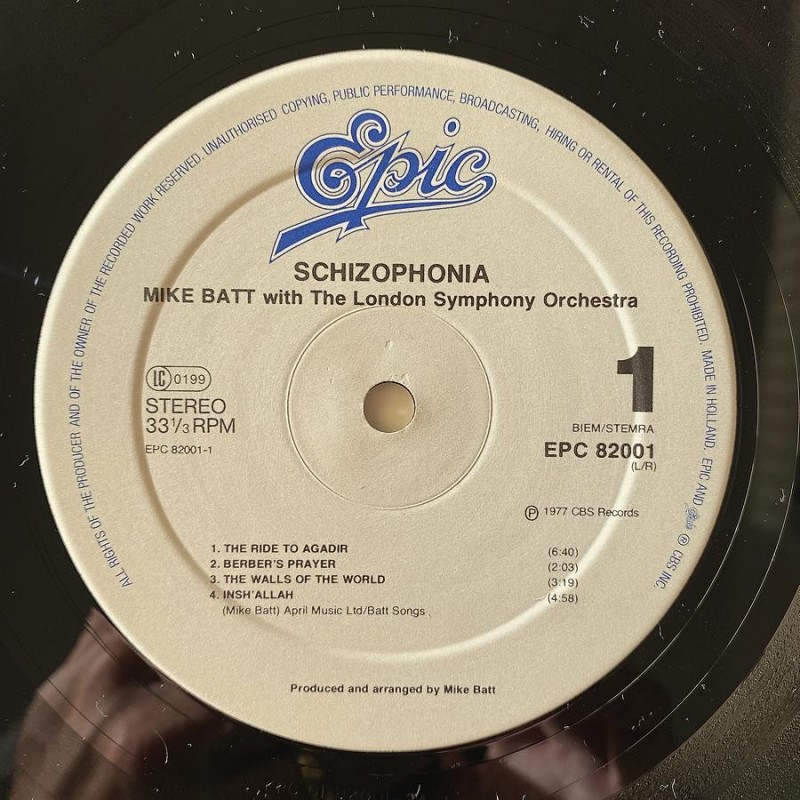 ALL RIGHTS OF THE PRODUCER AND OF THE OWNER OF THE RECORDED WORK RESERVED. UNAUTHORISED COPYING, PUBLIC PERFORMANCE, BROADCASTING, HIRING OR RENTAL OF THIS RECORDING PROHIBITED. MADE IN HOLLAND. EPIC AND Epic ® CBS INC.
Epic
SCHIZOPHONIA
MIKE BATT with The London Symphony Orchestra
LC 0199
STEREO
33 1/3 RPM
EPC 82001-1
1
BIEM/STEMRA
EPC 82001
(L/R)
℗ 1977 CBS Records
1. THE RIDE TO AGADIR (6:40)
2. BERBER'S PRAYER (2:03)
3. THE WALLS OF THE WORLD (3:19)
4. INSH'ALLAH (4:58)
(Mike Batt) April Music Ltd/Batt Songs
Produced and arranged by Mike Batt